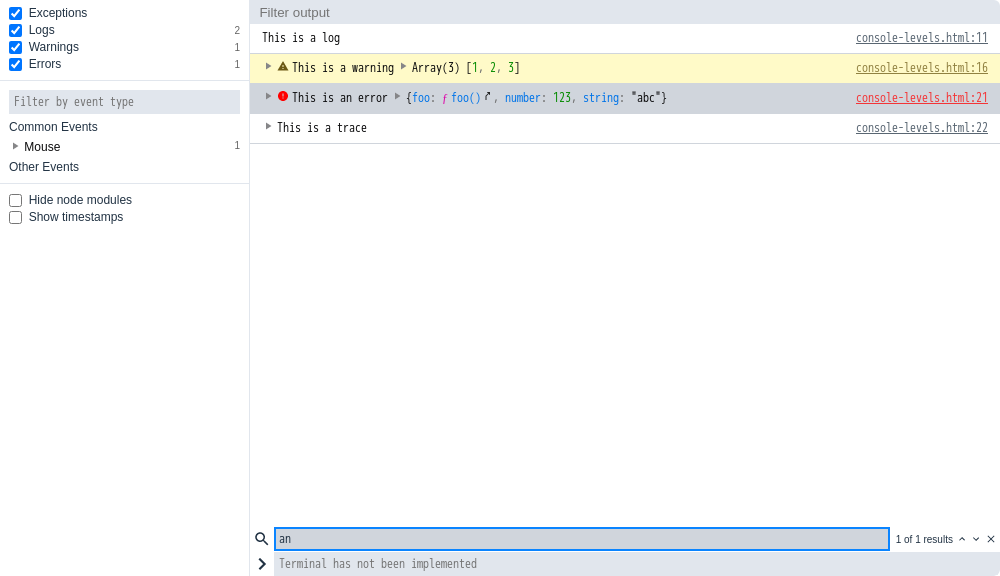 Exceptions
Logs 2
Warnings 1
Errors 1
Filter by event type
Common Events
Mouse 1
Other Events
Hide node modules
Show timestamps
Filter output
This is a log console-levels.html:11
This is a warning Array(3) [1, 2, 3] console-levels.html:16
This is an error {foo: ƒ foo(), number: 123, string: "abc"} console-levels.html:21
This is a trace console-levels.html:22
an 1 of 1 results
Terminal has not been implemented